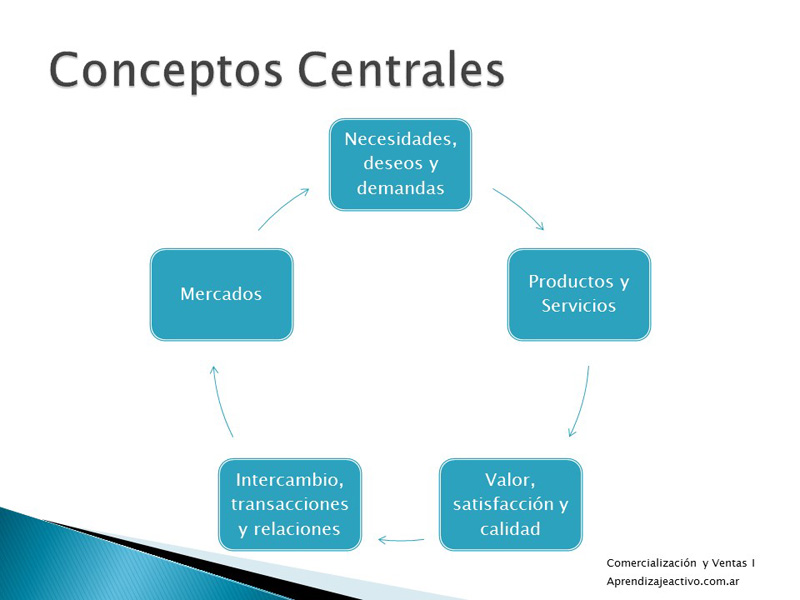 Conceptos Centrales
Necesidades,
deseos y
demandas
Productos y
Servicios
Valor,
satisfacción y
calidad
Intercambio,
transacciones
y relaciones
Mercados
Comercialización y Ventas I
Aprendizajeactivo.com.ar